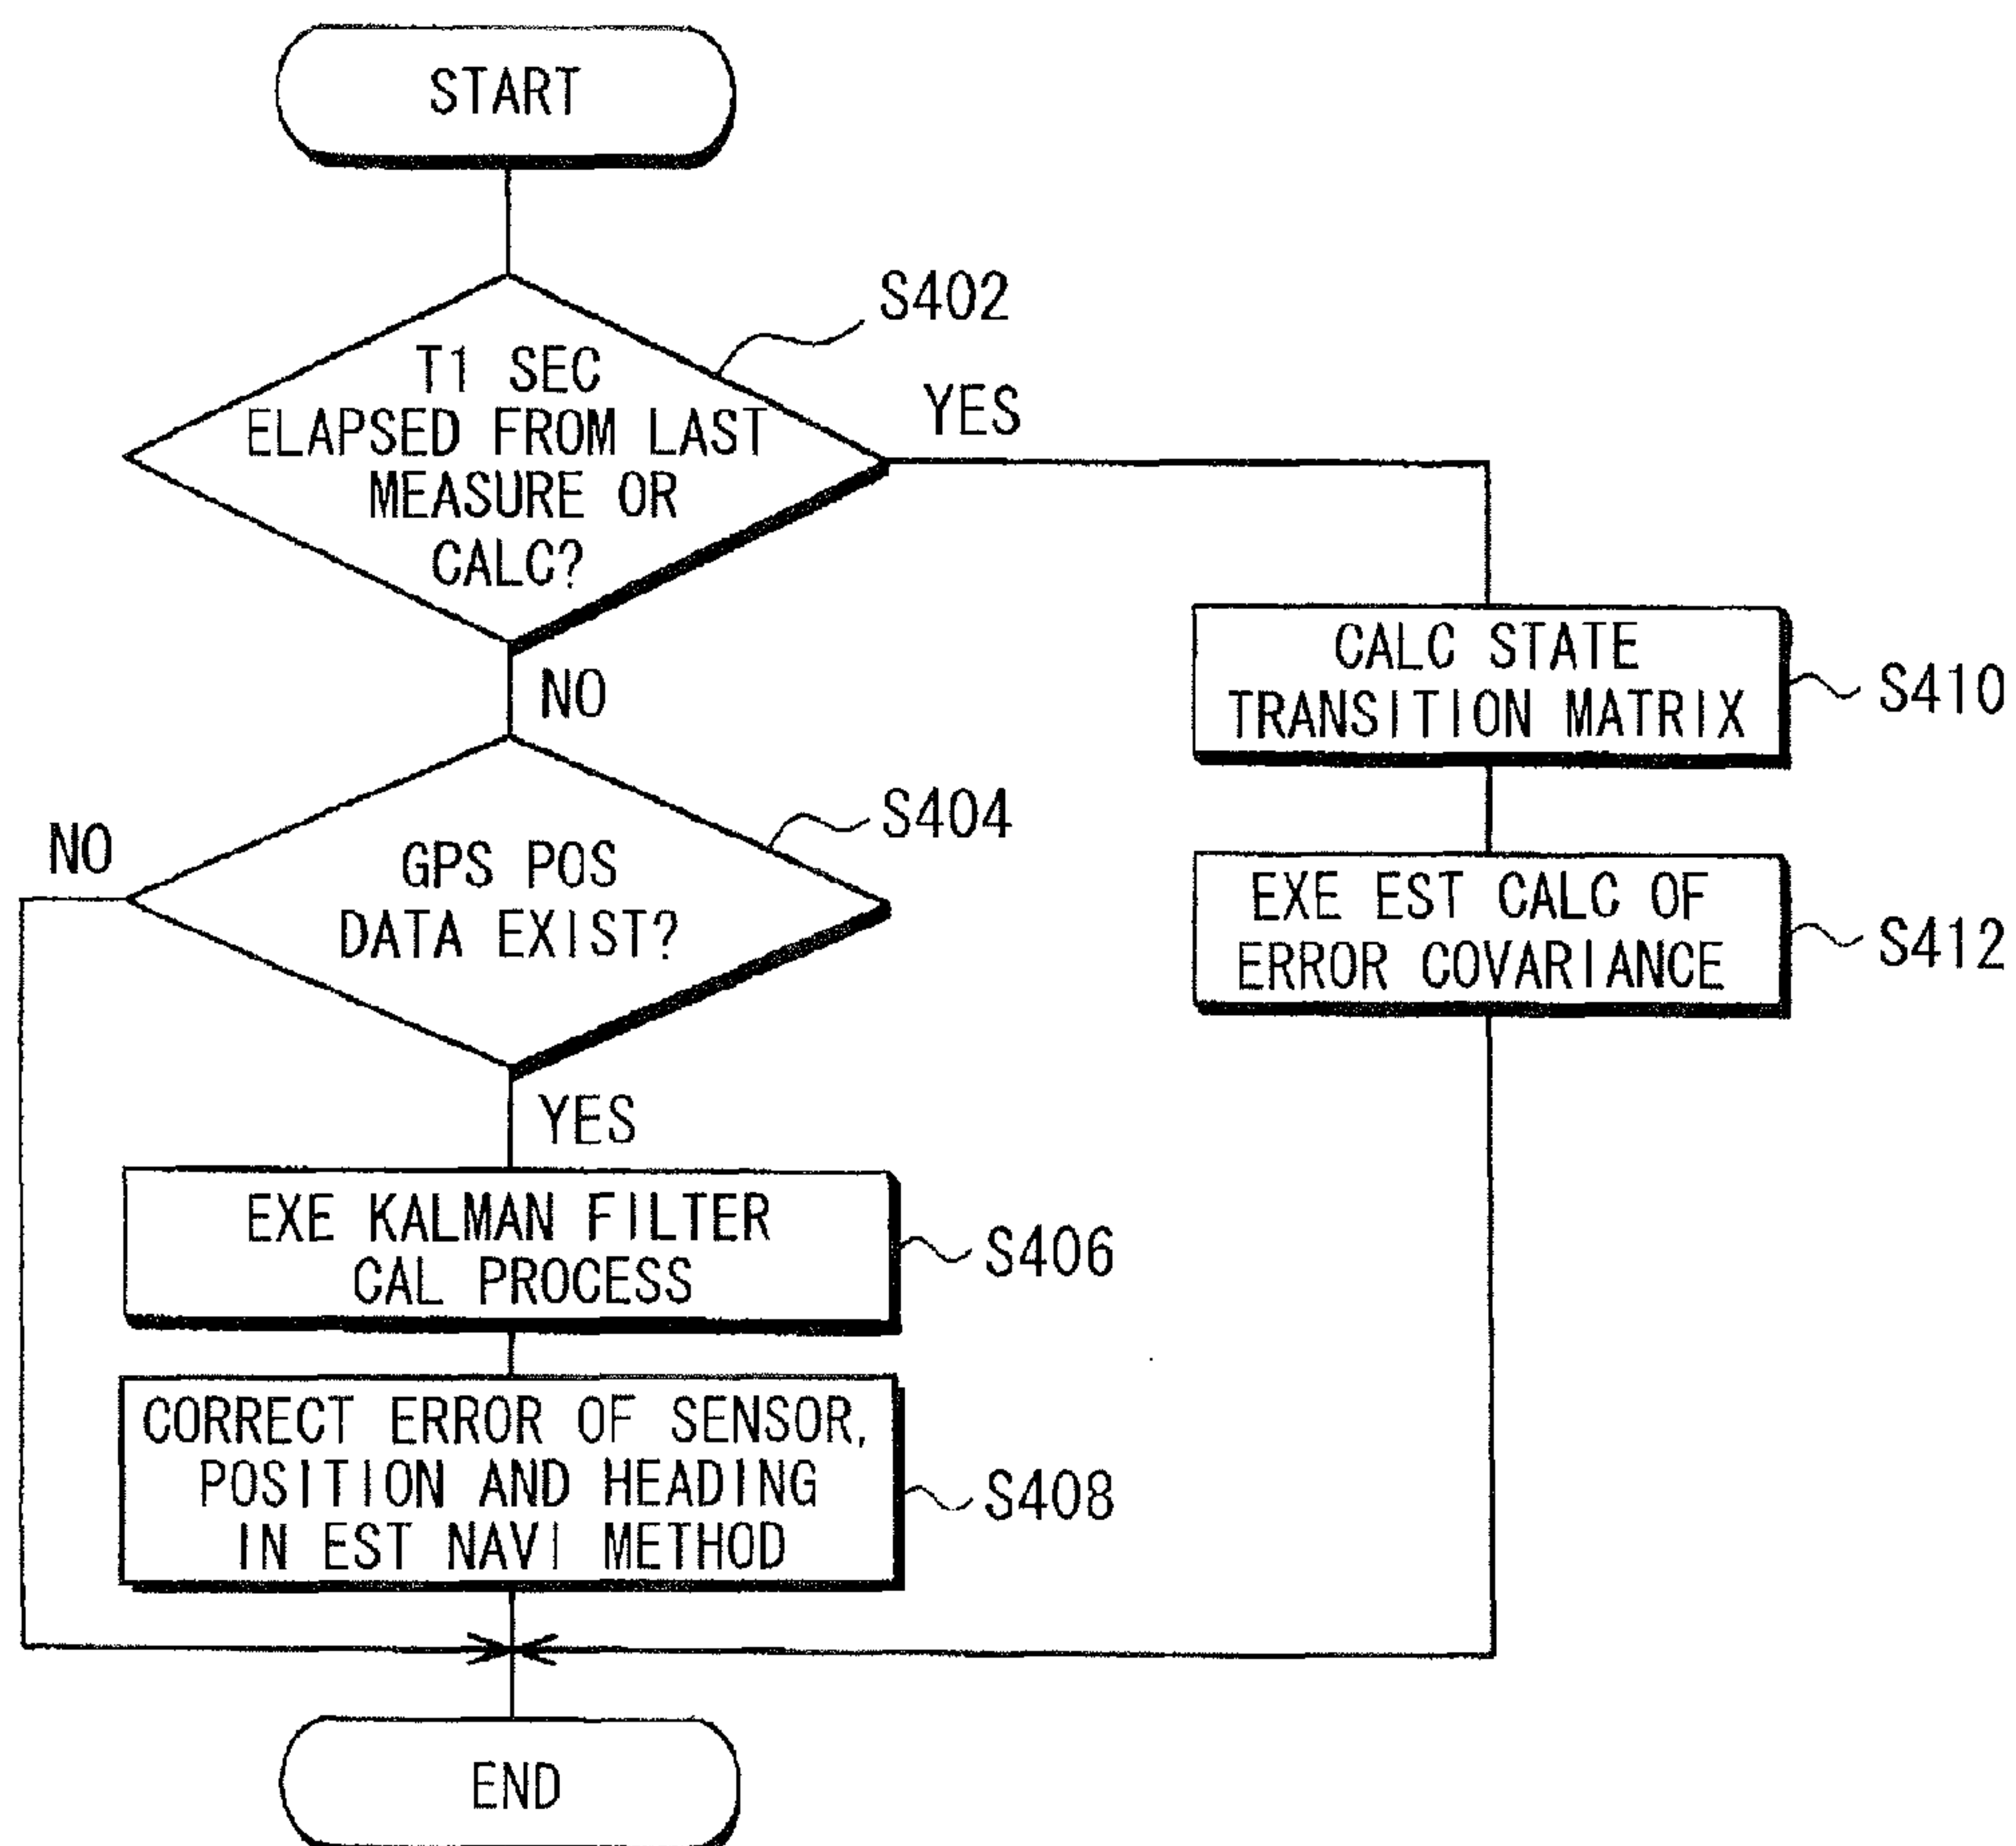 START
S402
T1 SEC
ELAPSED FROM LAST
MEASURE OR
CALC?
YES
NO
CALC STATE
TRANSITION MATRIX
S410
S404
NO
GPS POS
DATA EXIST?
EXE EST CALC OF
ERROR COVARIANCE
S412
YES
EXE KALMAN FILTER
CAL PROCESS
S406
CORRECT ERROR OF SENSOR,
POSITION AND HEADING
IN EST NAVI METHOD
S408
END